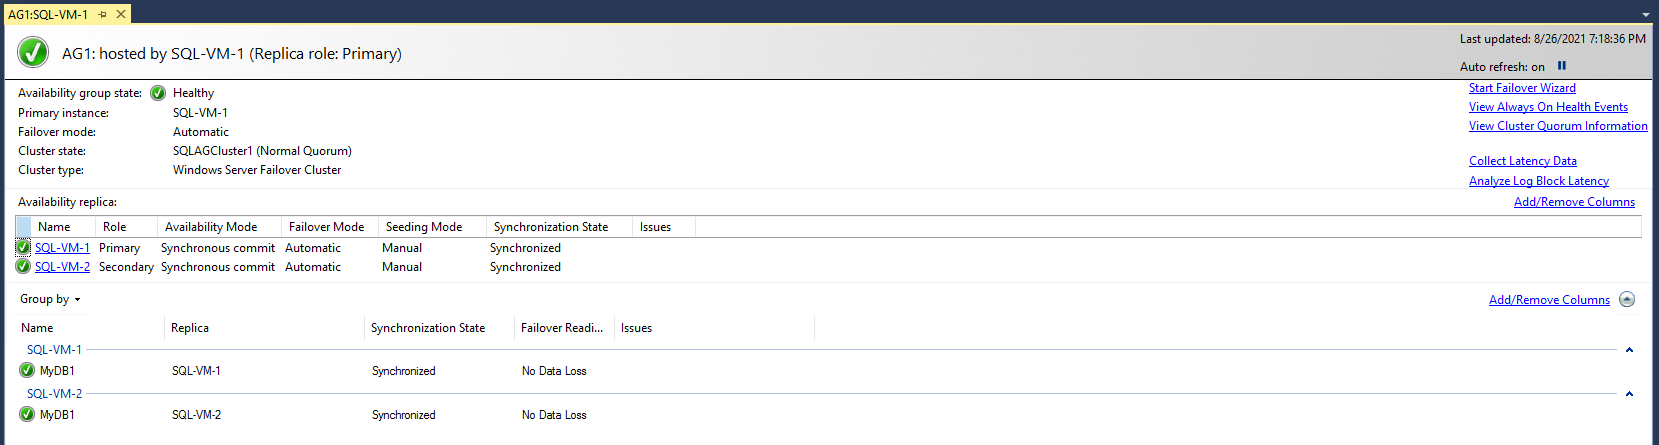 AG1:SQL-VM-1
AG1: hosted by SQL-VM-1 (Replica role: Primary)
Last updated: 8/26/2021 7:18:36 PM
Auto refresh: on
Availability group state: Healthy
Primary instance: SQL-VM-1
Failover mode: Automatic
Cluster state: SQLAGCluster1 (Normal Quorum)
Cluster type: Windows Server Failover Cluster
Start Failover Wizard
View Always On Health Events
View Cluster Quorum Information
Collect Latency Data
Analyze Log Block Latency
Availability replica: Add/Remove Columns
Name Role Availability Mode Failover Mode Seeding Mode Synchronization State Issues
SQL-VM-1 Primary Synchronous commit Automatic Manual Synchronized
SQL-VM-2 Secondary Synchronous commit Automatic Manual Synchronized
Group by Add/Remove Columns
Name Replica Synchronization State Failover Readi... Issues
SQL-VM-1
MyDB1 SQL-VM-1 Synchronized No Data Loss
SQL-VM-2
MyDB1 SQL-VM-2 Synchronized No Data Loss